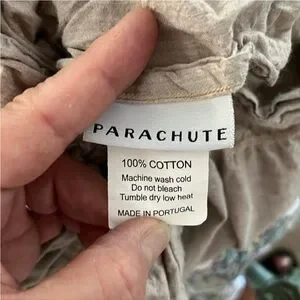 PARACHUTE
100% COTTON
Machine wash cold
Do not bleach
Tumble dry low heat
MADE IN PORTUGAL